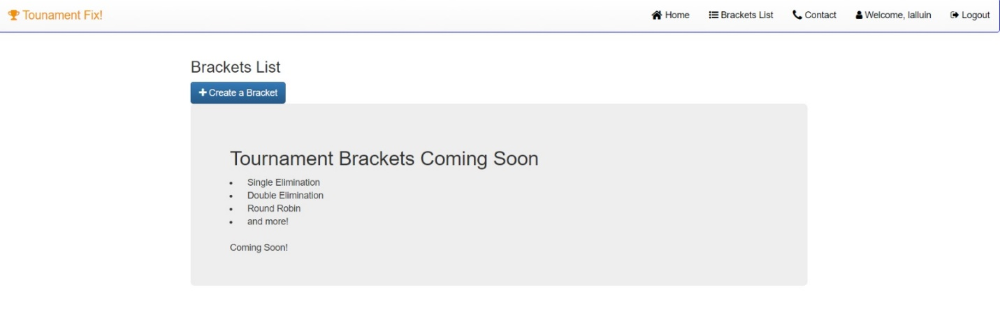 Tounament Fix!
Home Brackets List Contact Welcome, lalluin Logout
Brackets List
Create a Bracket
Tournament Brackets Coming Soon
Single Elimination
Double Elimination
Round Robin
and more!
Coming Soon!